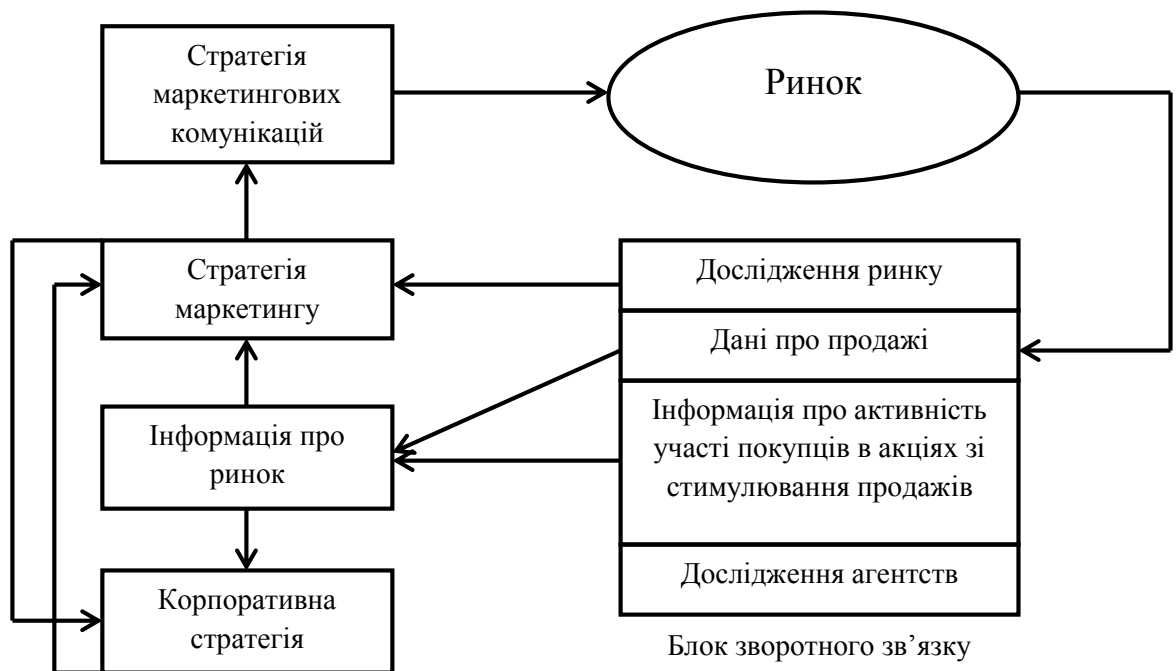 Стратегія
маркетингових
комунікацій
Ринок
Стратегія
маркетингу
Дослідження ринку
Дані про продажі
Інформація про
ринок
Інформація про активність
участі покупців в акціях зі
стимулювання продажів
Дослідження агентств
Корпоративна
стратегія
Блок зворотного зв’язку